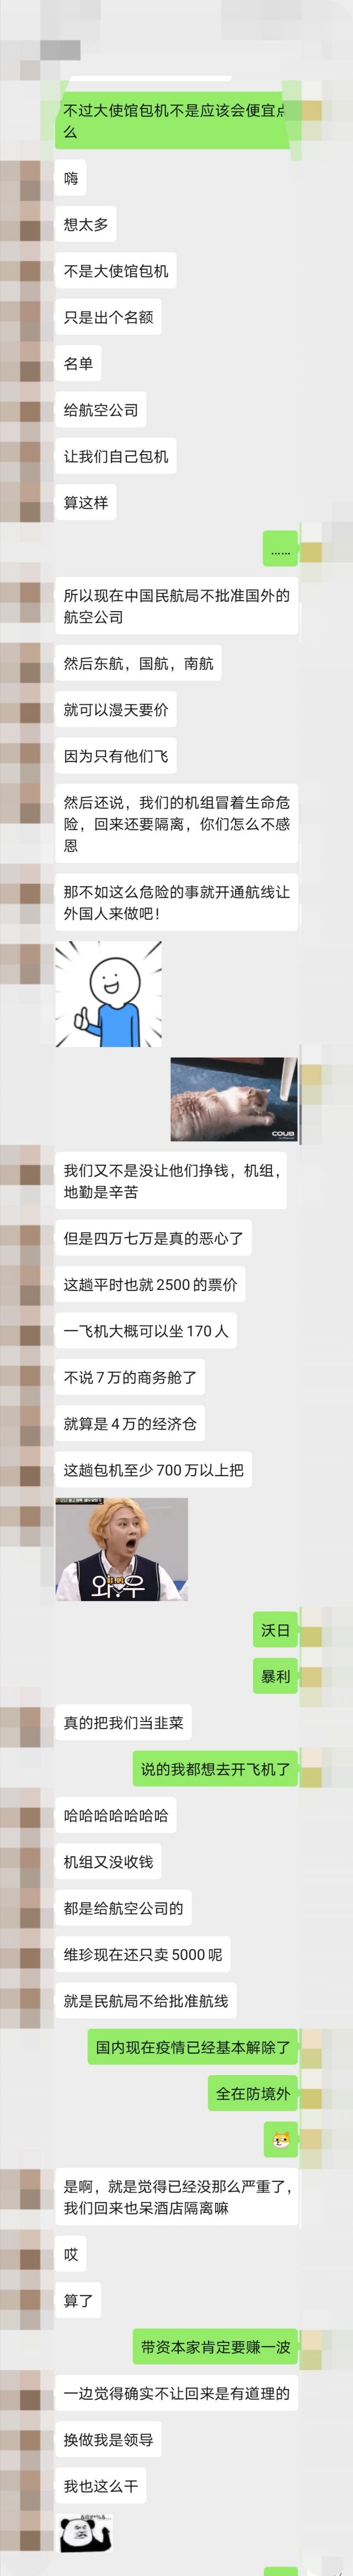 不过大使馆包机不是应该会便宜点
么
嗨
想太多
不是大使馆包机
只是出个名额
名单
给航空公司
让我们自己包机
算这样
......
所以现在中国民航局不批准国外的
航空公司
然后东航，国航，南航
就可以漫天要价
因为只有他们飞
然后还说，我们的机组冒着生命危
险，回来还要隔离，你们怎么不感
恩
那不如这么危险的事就开通航线让
外国人来做吧！
COUB
我们又不是没让他们挣钱，机组，
地勤是辛苦
但是四万七万是真的恶心了
这趟平时也就2500的票价
一飞机大概可以坐170人
不说7万的商务舱了
就算是4万的经济仓
这趟包机至少700万以上把
와우
沃日
暴利
真的把我们当韭菜
说的我都想去开飞机了
哈哈哈哈哈哈哈
机组又没收钱
都是给航空公司的
维珍现在还只卖5000呢
就是民航局不给批准航线
国内现在疫情已经基本解除了
全在防境外
是啊，就是觉得已经没那么严重了，
我们回来也呆酒店隔离嘛
哎
算了
带资本家肯定要赚一波
一边觉得确实不让回来是有道理的
换做我是领导
我也这么干